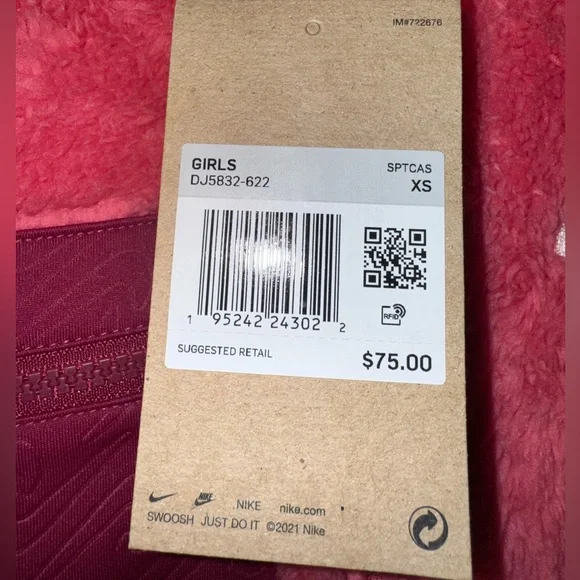 IM#722676
GIRLS SPTCAS
DJ5832-622 XS
1 95242 24302 2
RFID
SUGGESTED RETAIL $75.00
NIKE .NIKE nike.com
SWOOSH JUST DO IT ©2021 Nike